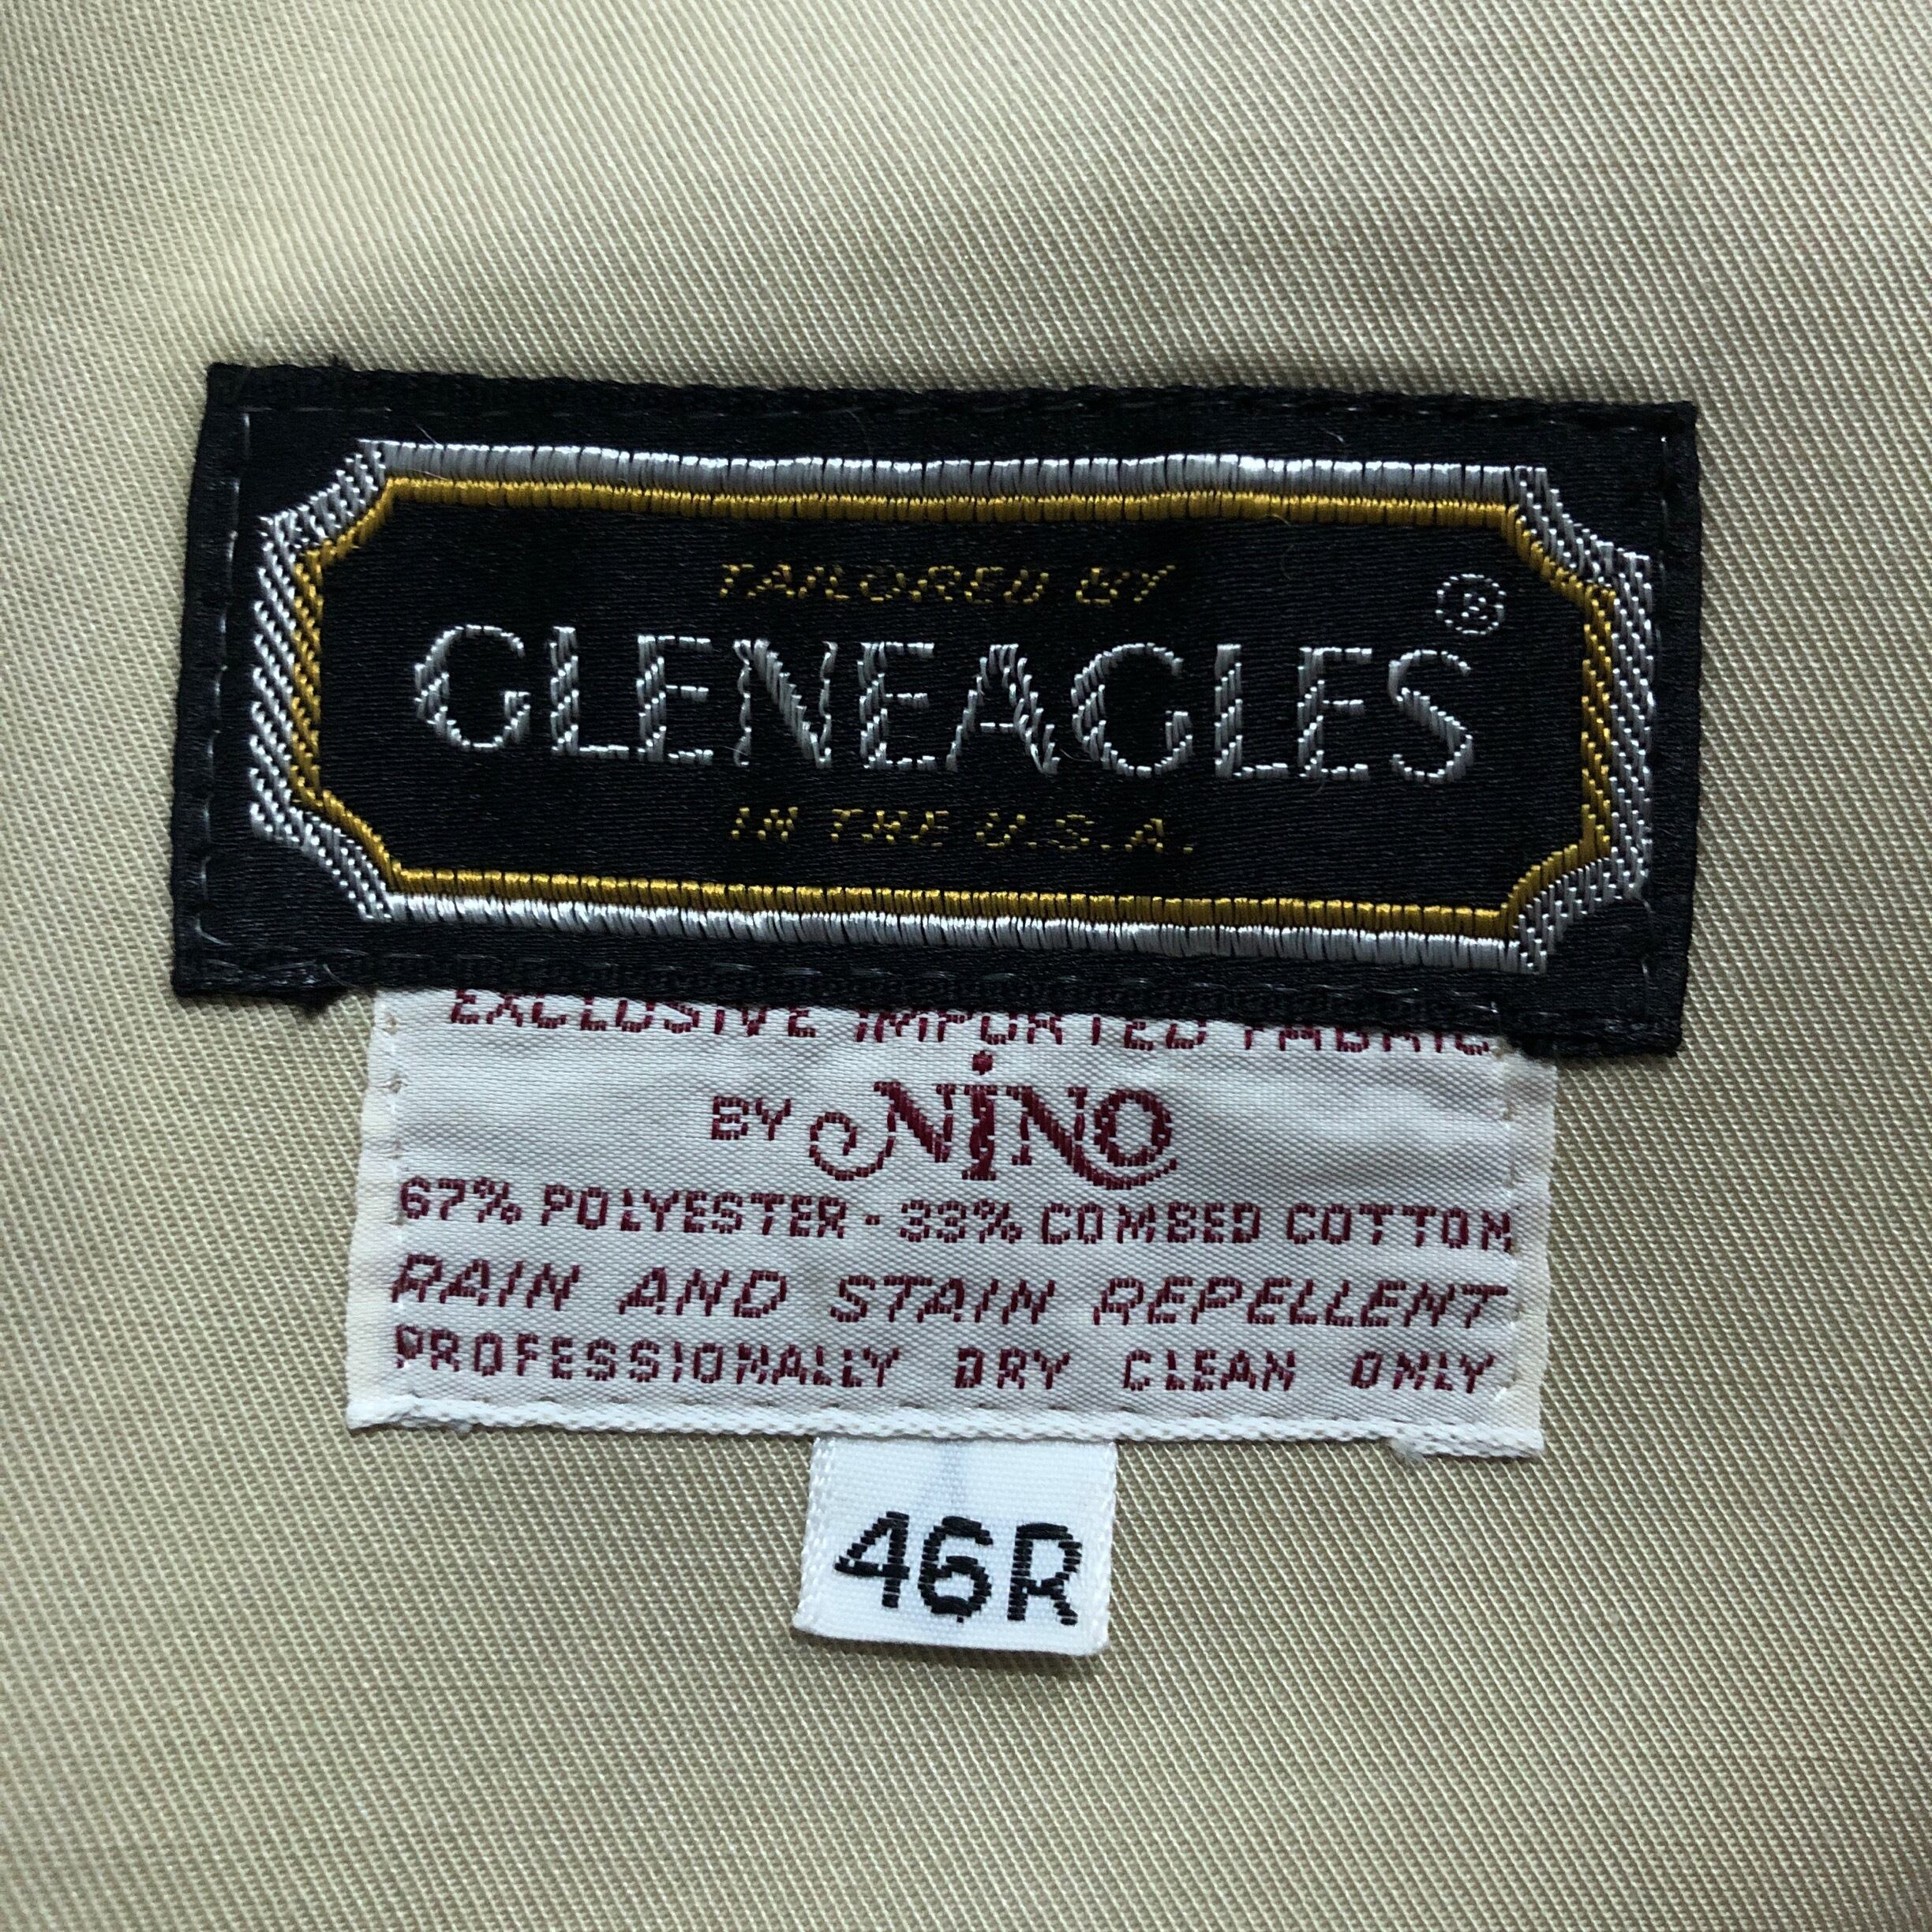 TAILORED BY
GLENEAGLES®
IN THE U.S.A.
EXCLUSIVE IMPORTED FABRIC
BY NINO
67% POLYESTER - 33% COMBED COTTON
RAIN AND STAIN REPELLENT
PROFESSIONALLY DRY CLEAN ONLY
46R